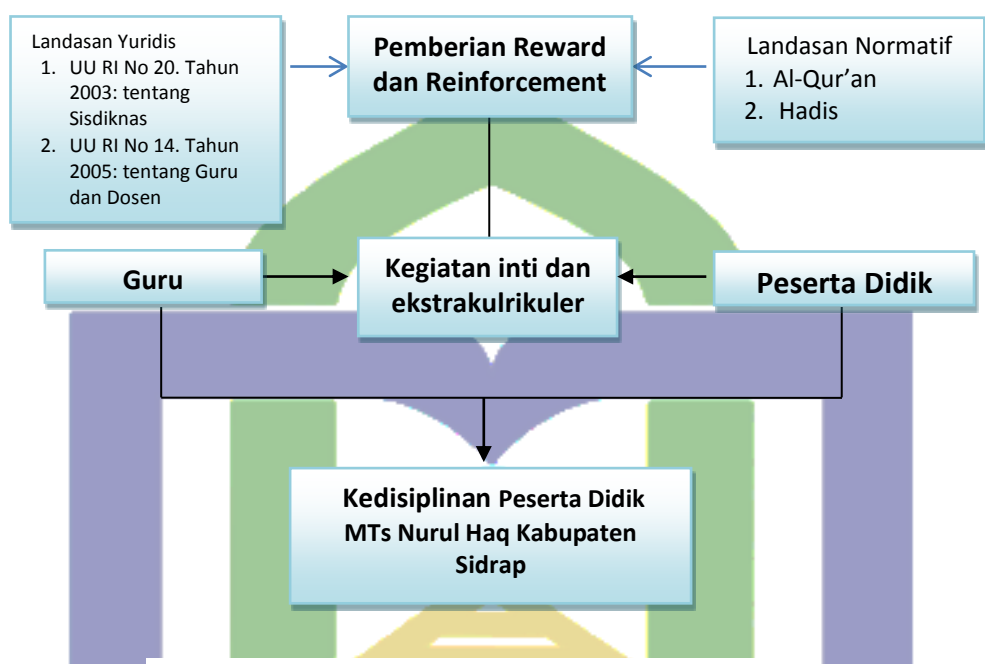 Landasan Yuridis
1. UU RI No 20. Tahun
2003: tentang
Sisdiknas
2. UU RI No 14. Tahun
2005: tentang Guru
dan Dosen
Pemberian Reward
dan Reinforcement
Landasan Normatif
1. Al-Qur’an
2. Hadis
Guru
Kegiatan inti dan
ekstrakulrikuler
Peserta Didik
Kedisiplinan Peserta Didik
MTs Nurul Haq Kabupaten
Sidrap